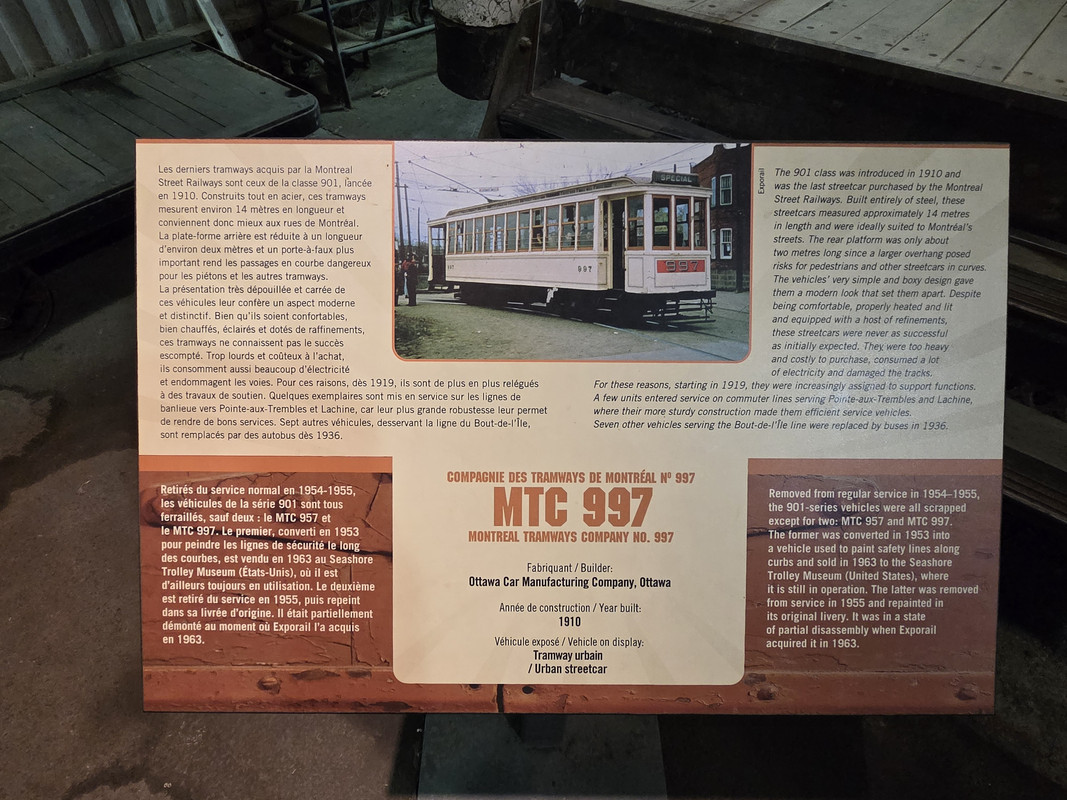 Les derniers tramways acquis par la Montreal
Street Railways sont ceux de la classe 901, lancée
en 1910. Construits tout en acier, ces tramways
mesurent environ 14 mètres en longueur et
conviennent donc mieux aux rues de Montréal.
La plate-forme arrière est réduite à un longueur
d'environ deux mètres et un porte-à-faux plus
important rend les passages en courbe dangereux
pour les piétons et les autres tramways.
La présentation très dépouillée et carrée de
ces véhicules leur confère un aspect moderne
et distinctif. Bien qu'ils soient confortables,
bien chauffés, éclairés et dotés de raffinements,
ces tramways ne connaissent pas le succès
escompté. Trop lourds et coûteux à l'achat,
ils consomment aussi beaucoup d'électricité
et endommagent les voies. Pour ces raisons, dès 1919, ils sont de plus en plus relégués
à des travaux de soutien. Quelques exemplaires sont mis en service sur les lignes de
banlieue vers Pointe-aux-Trembles et Lachine, car leur plus grande robustesse leur permet
de rendre de bons services. Sept autres véhicules, desservant la ligne du Bout-de-l'Île,
sont remplacés par des autobus dès 1936.
SPECIAL
997
997
Exporail
The 901 class was introduced in 1910 and
was the last streetcar purchased by the Montreal
Street Railways. Built entirely of steel, these
streetcars measured approximately 14 metres
in length and were ideally suited to Montréal's
streets. The rear platform was only about
two metres long since a larger overhang posed
risks for pedestrians and other streetcars in curves.
The vehicles' very simple and boxy design gave
them a modern look that set them apart. Despite
being comfortable, properly heated and lit
and equipped with a host of refinements,
these streetcars were never as successful
as initially expected. They were too heavy
and costly to purchase, consumed a lot
of electricity and damaged the tracks.
For these reasons, starting in 1919, they were increasingly assigned to support functions.
A few units entered service on commuter lines serving Pointe-aux-Trembles and Lachine,
where their more sturdy construction made them efficient service vehicles.
Seven other vehicles serving the Bout-de-l'Île line were replaced by buses in 1936.
Retirés du service normal en 1954-1955,
les véhicules de la série 901 sont tous
ferraillés, sauf deux : le MTC 957 et
le MTC 997. Le premier, converti en 1953
pour peindre les lignes de sécurité le long
des courbes, est vendu en 1963 au Seashore
Trolley Museum (États-Unis), où il est
d'ailleurs toujours en utilisation. Le deuxième
est retiré du service en 1955, puis repeint
dans sa livrée d'origine. Il était partiellement
démonté au moment où Exporail l'a acquis
en 1963.
COMPAGNIE DES TRAMWAYS DE MONTRÉAL Nº 997
MTC 997
MONTREAL TRAMWAYS COMPANY NO. 997
Fabriquant / Builder:
Ottawa Car Manufacturing Company, Ottawa
Année de construction / Year built:
1910
Véhicule exposé / Vehicle on display:
Tramway urbain
/ Urban streetcar
Removed from regular service in 1954–1955,
the 901-series vehicles were all scrapped
except for two: MTC 957 and MTC 997.
The former was converted in 1953 into
a vehicle used to paint safety lines along
curbs and sold in 1963 to the Seashore
Trolley Museum (United States), where
it is still in operation. The latter was removed
from service in 1955 and repainted in
its original livery. It was in a state
of partial disassembly when Exporail
acquired it in 1963.